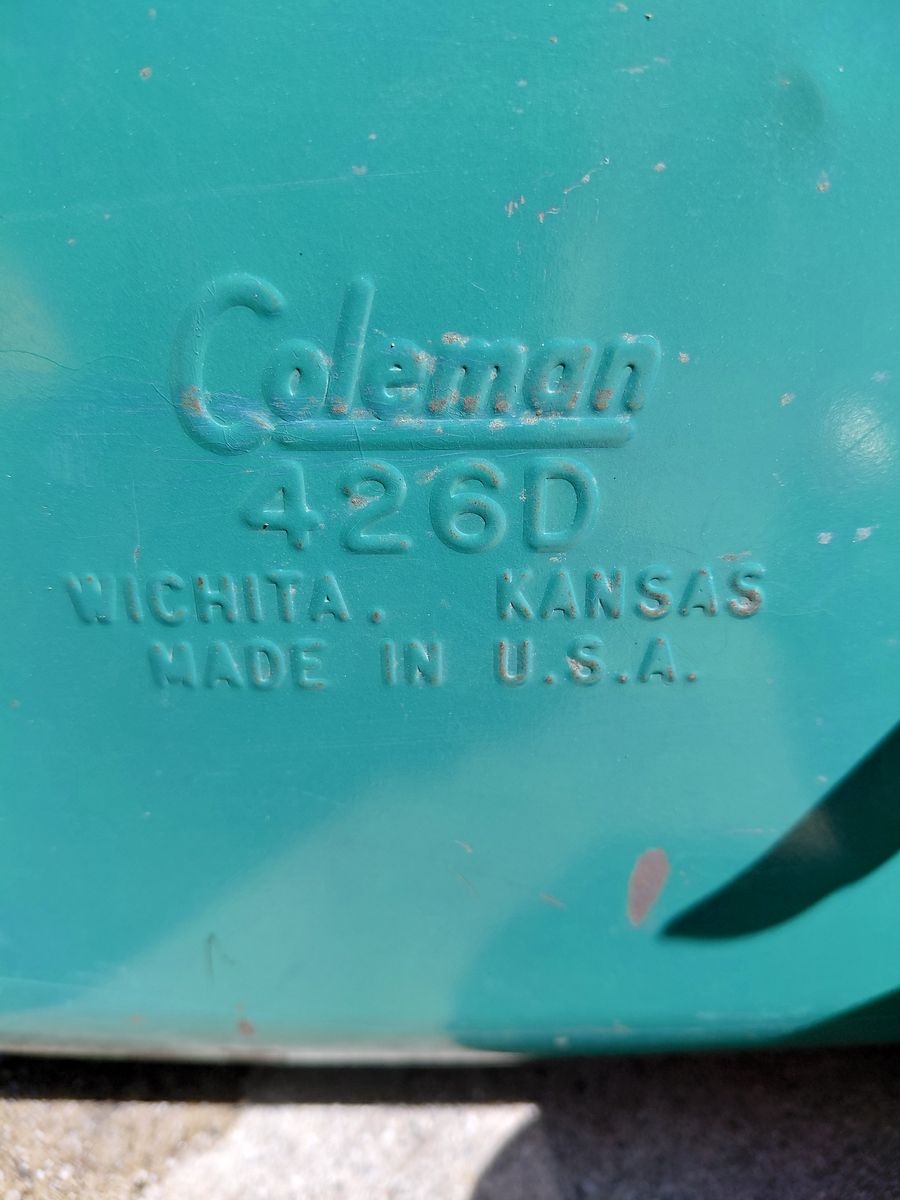 Coleman
426D
WICHITA. KANSAS
MADE IN U.S.A.